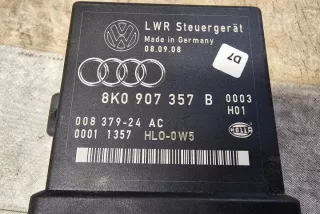 LWR Steuergerät
Made in Germany
08.09.08
D7
8K0 907 357 B 0003
H01
008 379-24 AC
0001 1357 HLO-0W5
HELLA